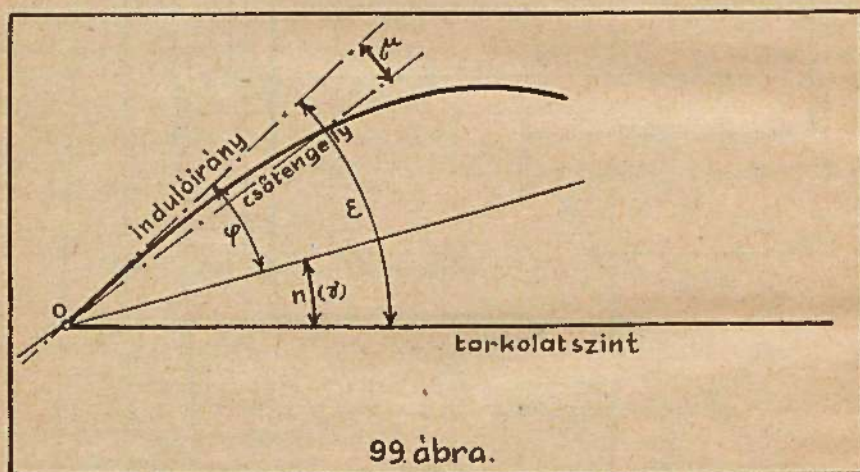 μ
indulóirány
csőtengely
ε
φ
n (γ)
O
torkolatszint
99. ábra.